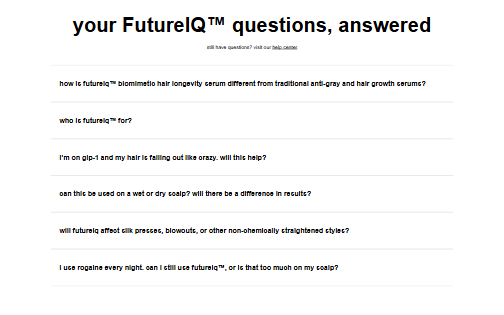 your FutureIQ™ questions, answered
still have questions? visit our help center
how is futureiq™ biomimetic hair longevity serum different from traditional anti-gray and hair growth serums?
who is futureiq™ for?
i'm on glp-1 and my hair is falling out like crazy. will this help?
can this be used on a wet or dry scalp? will there be a difference in results?
will futureiq affect silk presses, blowouts, or other non-chemically straightened styles?
i use rogaine every night. can i still use futureiq™, or is that too much on my scalp?